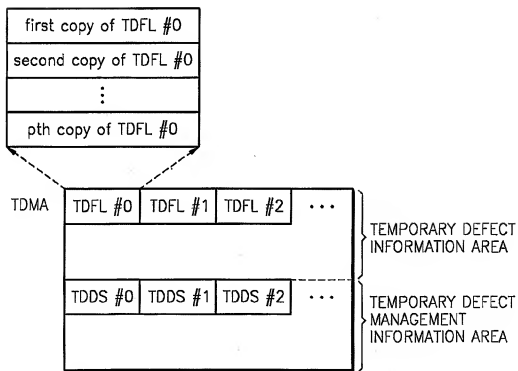 first copy of TDFL #0
second copy of TDFL #0
⋮
pth copy of TDFL #0
TDMA
TDFL #0 TDFL #1 TDFL #2 ⋯
TEMPORARY DEFECT
INFORMATION AREA
TDDS #0 TDDS #1 TDDS #2 ⋯
TEMPORARY DEFECT
MANAGEMENT
INFORMATION AREA